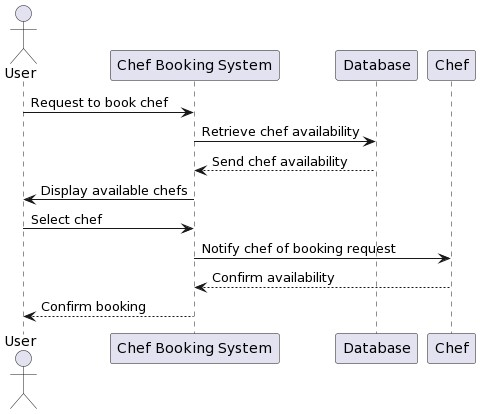 User
Chef Booking System
Database
Chef
Request to book chef
Retrieve chef availability
Send chef availability
Display available chefs
Select chef
Notify chef of booking request
Confirm availability
Confirm booking
User
Chef Booking System
Database
Chef